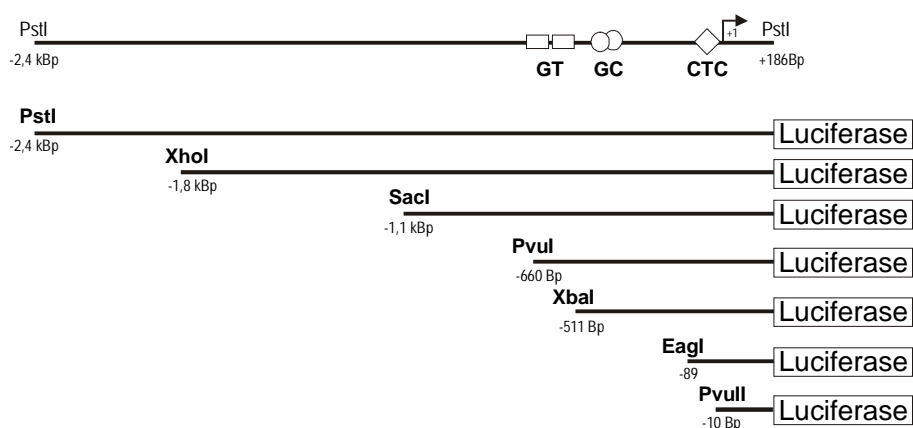 PstI +1 PstI
-2,4 kBp GT GC CTC +186Bp
PstI
-2,4 kBp Luciferase
XhoI
-1,8 kBp Luciferase
SacI
-1,1 kBp Luciferase
PvuI
-660 Bp Luciferase
XbaI
-511 Bp Luciferase
EagI
-89 Luciferase
PvuII
-10 Bp Luciferase